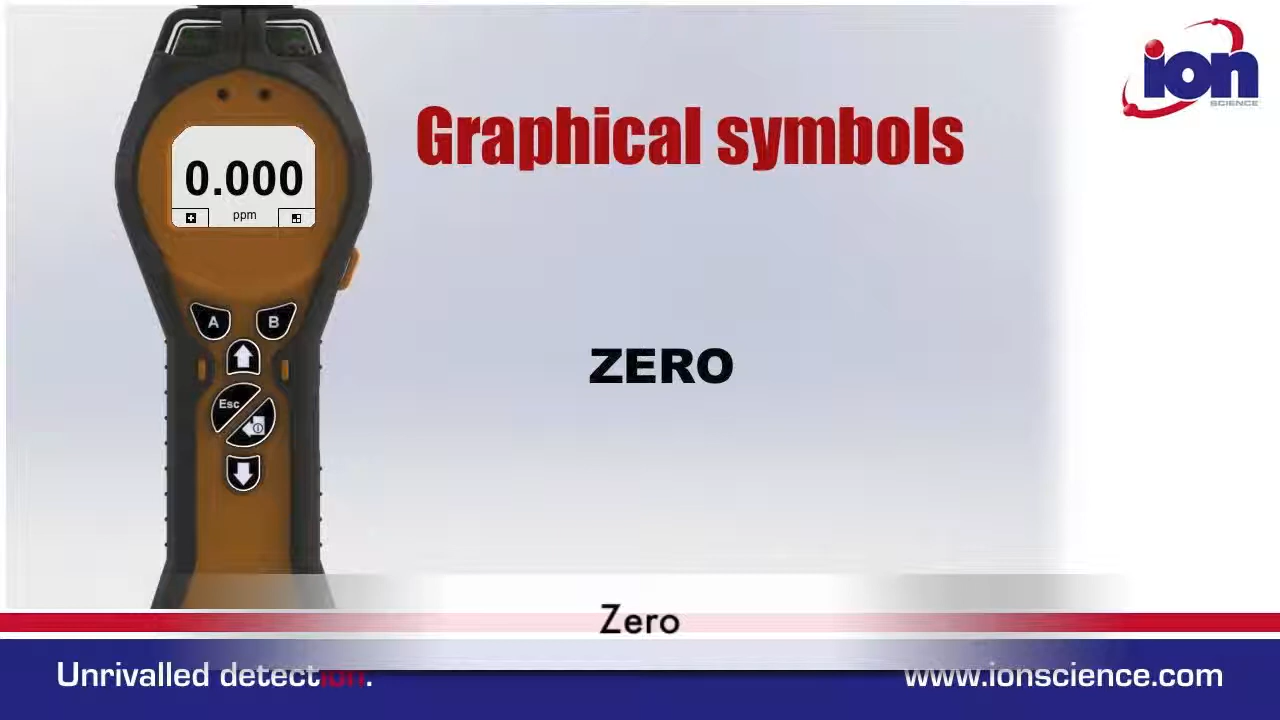 ion
SCIENCE
Graphical symbols
0.000
ppm
A B
ZERO
Esc
Zero
Unrivalled detection.
www.ionscience.com